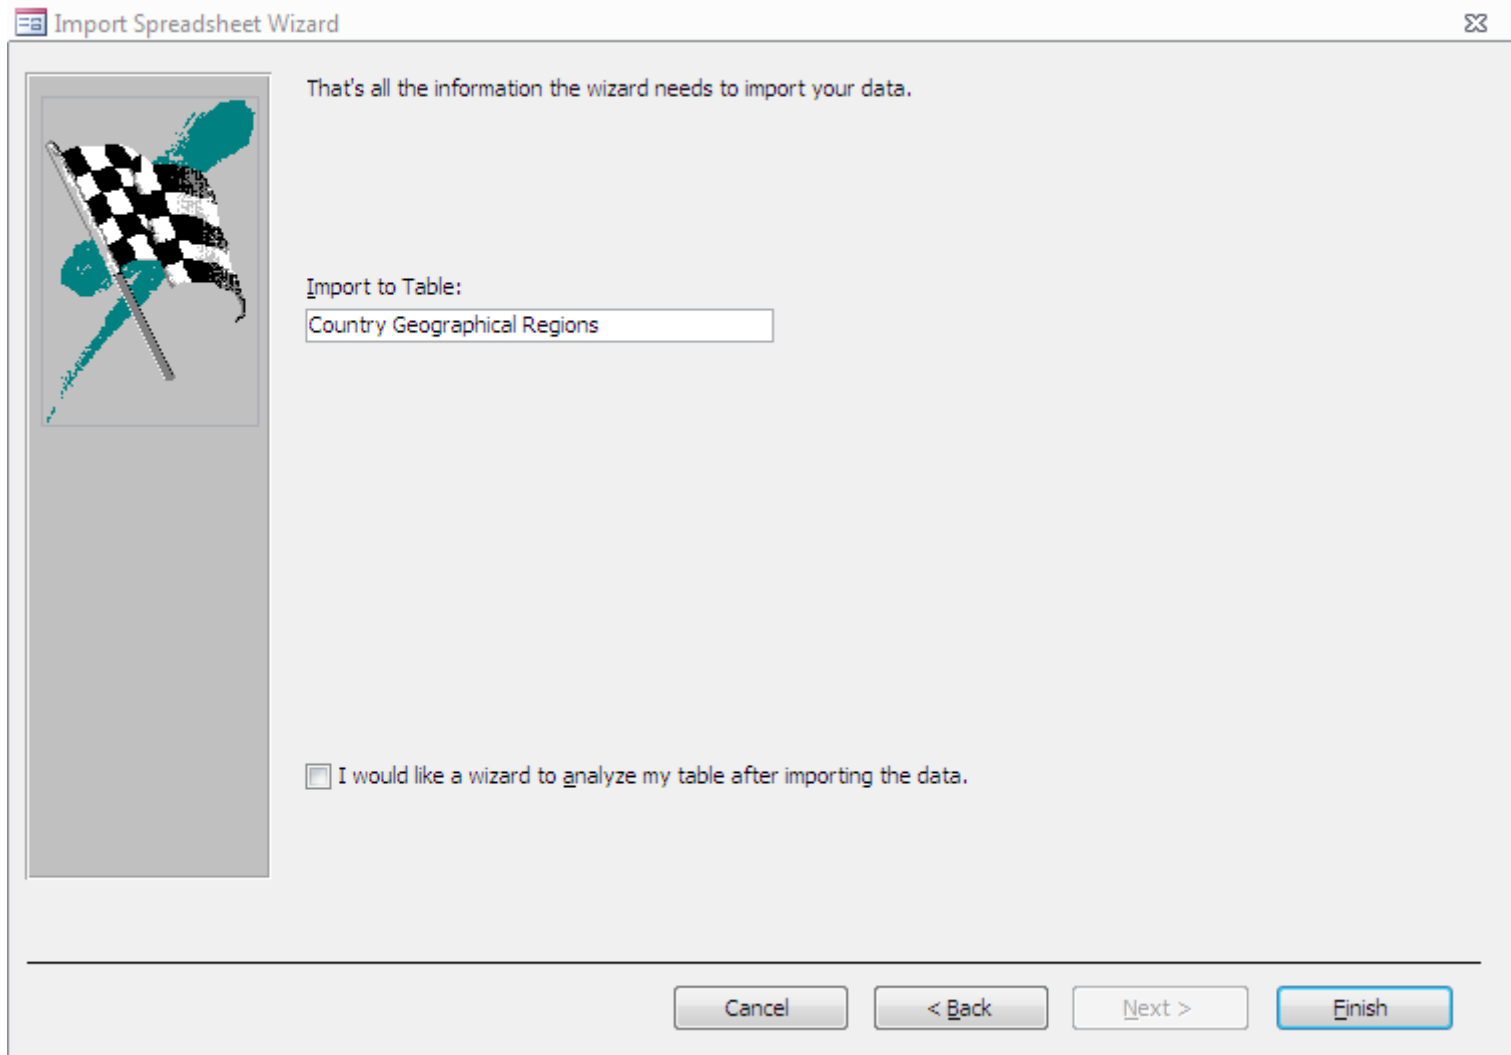 Import Spreadsheet Wizard
That's all the information the wizard needs to import your data.
Import to Table:
Country Geographical Regions
I would like a wizard to analyze my table after importing the data.
Cancel
< Back
Next >
Finish